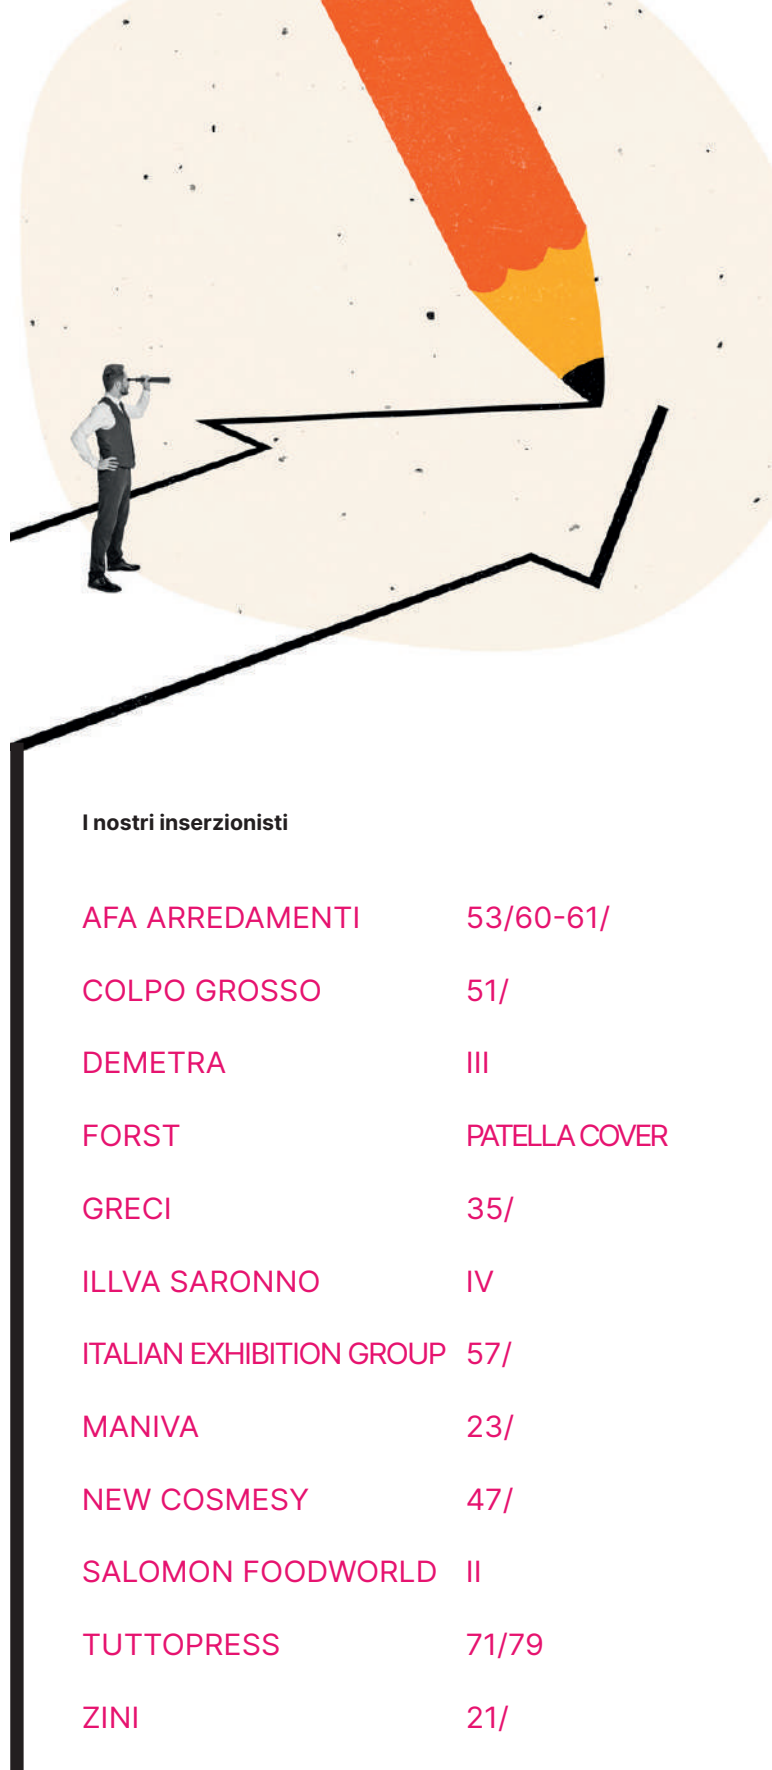 I nostri inserzionisti
AFA ARREDAMENTI 53/60-61/
COLPO GROSSO 51/
DEMETRA III
FORST PATELLA COVER
GRECI 35/
ILLVA SARONNO IV
ITALIAN EXHIBITION GROUP 57/
MANIVA 23/
NEW COSMESY 47/
SALOMON FOODWORLD II
TUTTOPRESS 71/79
ZINI 21/